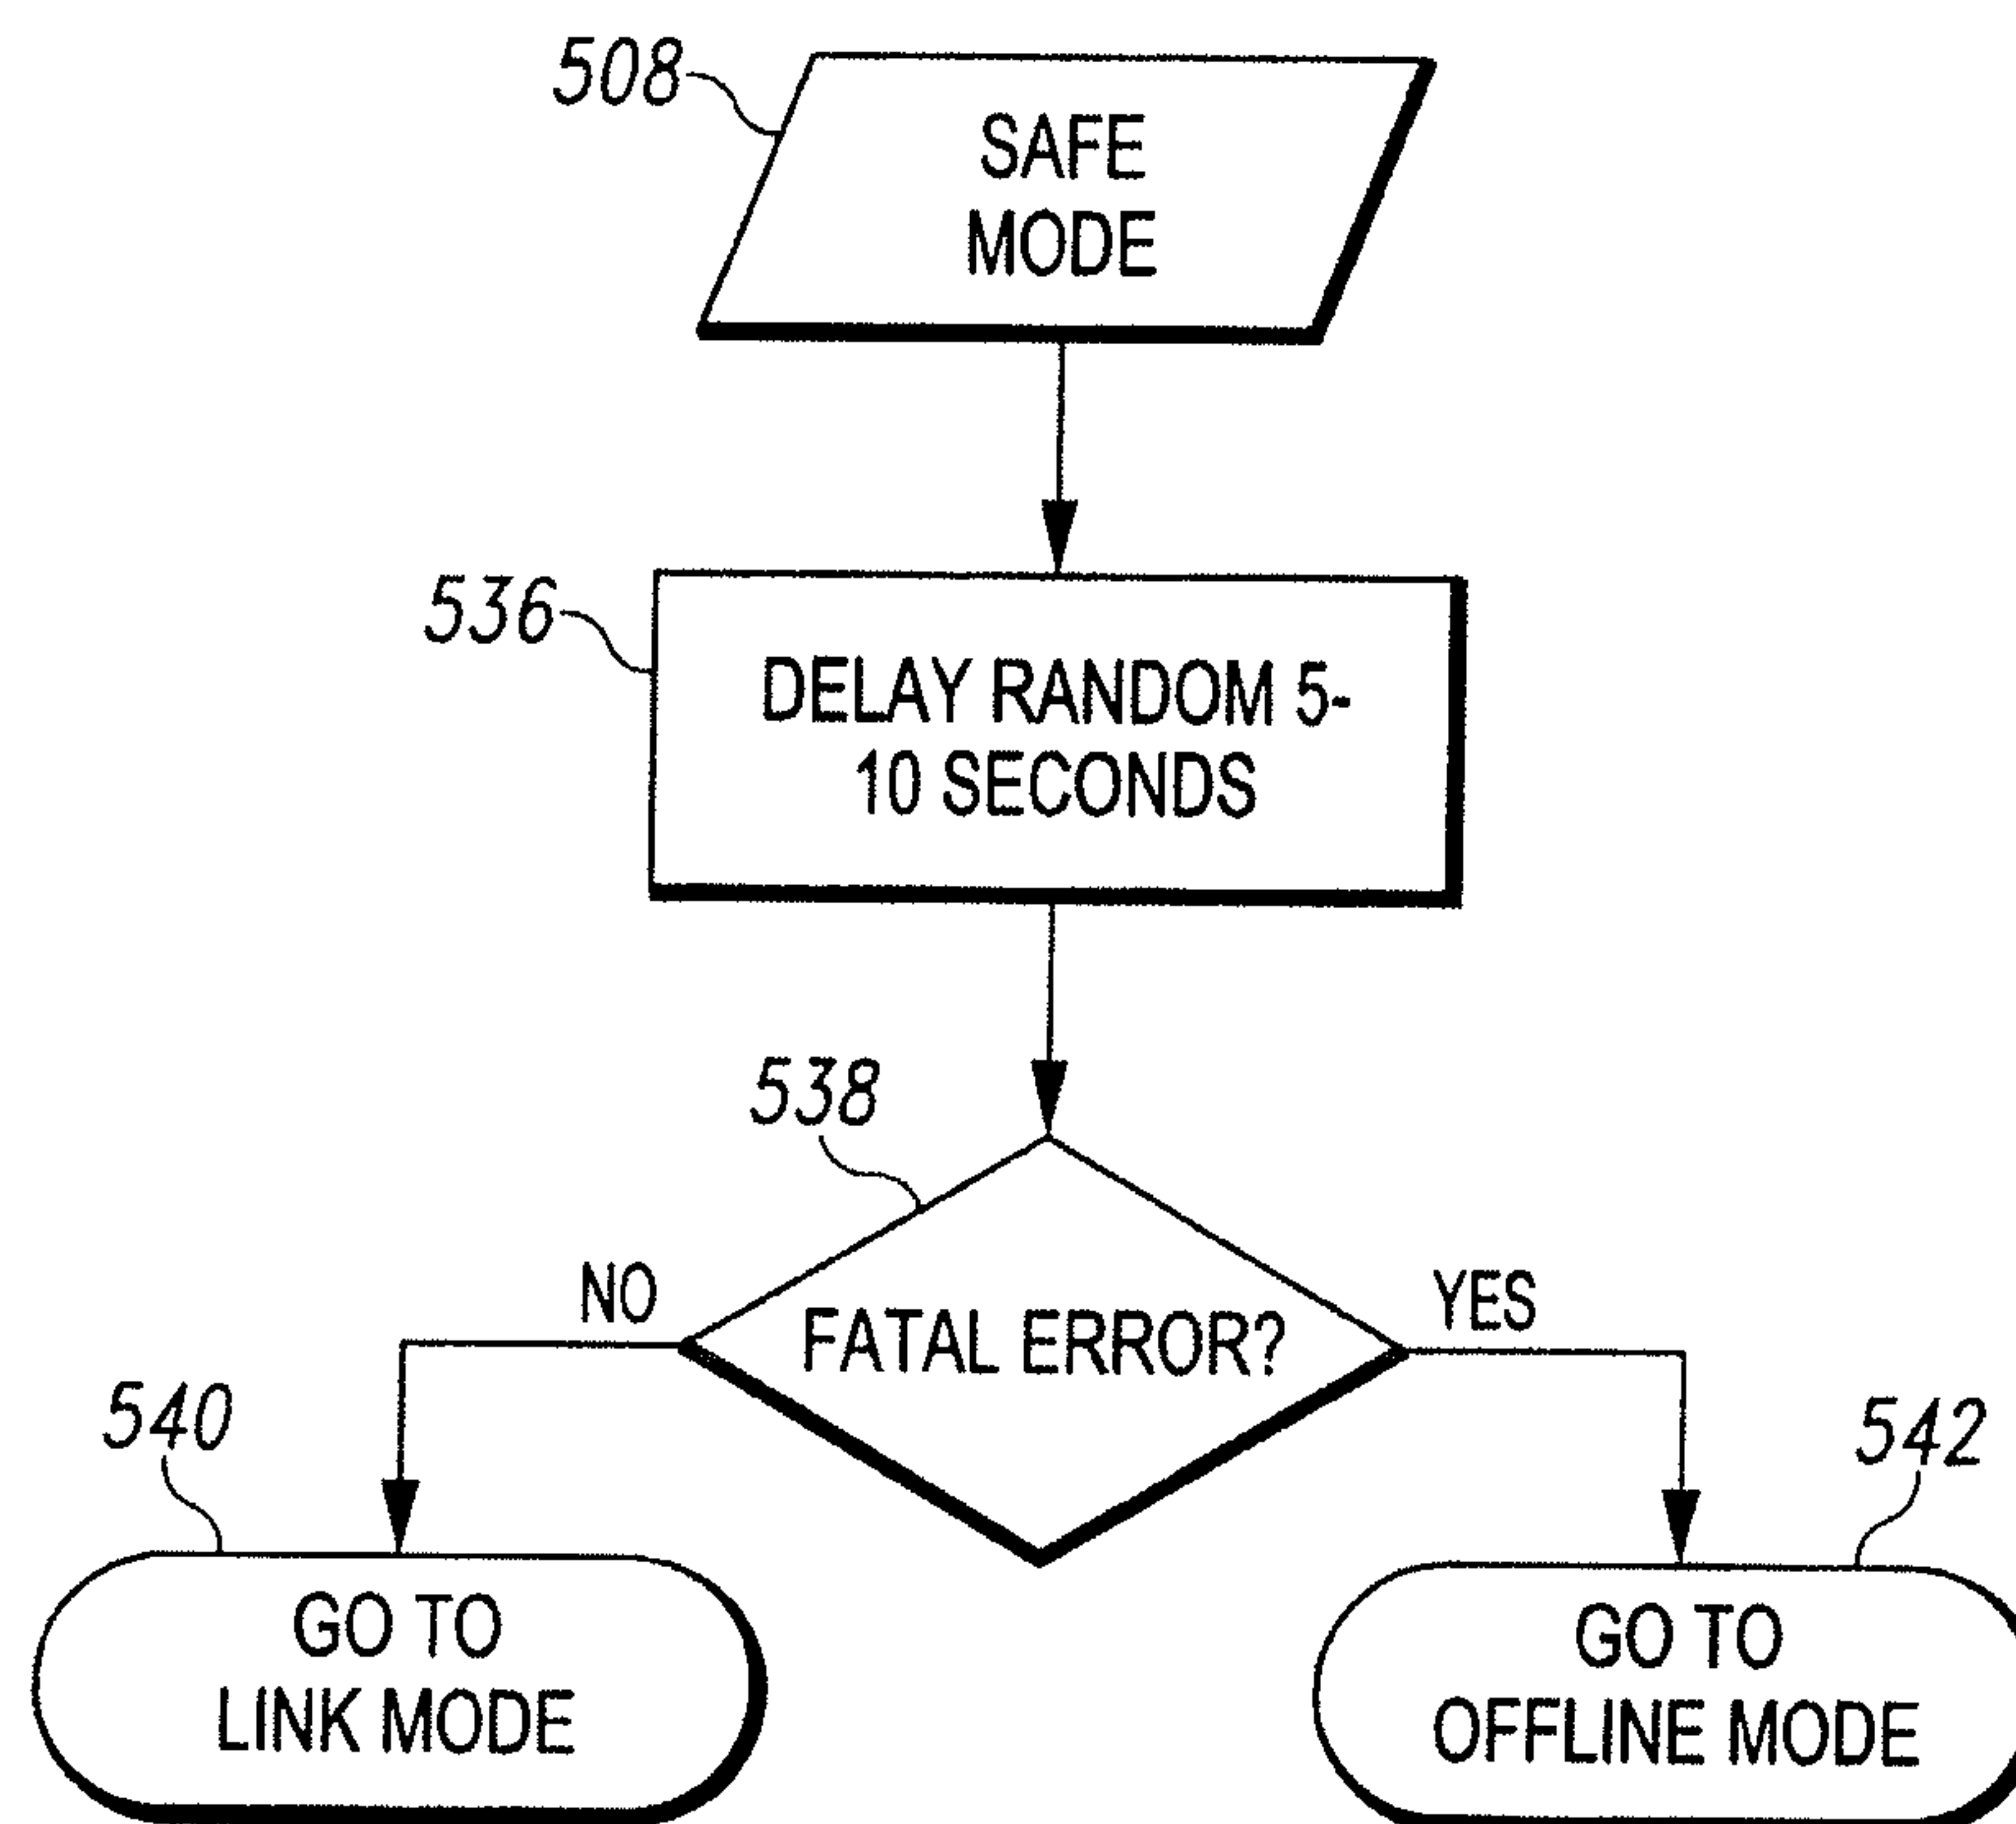 508
SAFE
MODE
536
DELAY RANDOM 5-
10 SECONDS
538
NO
FATAL ERROR?
YES
540
542
GO TO
LINK MODE
GO TO
OFFLINE MODE